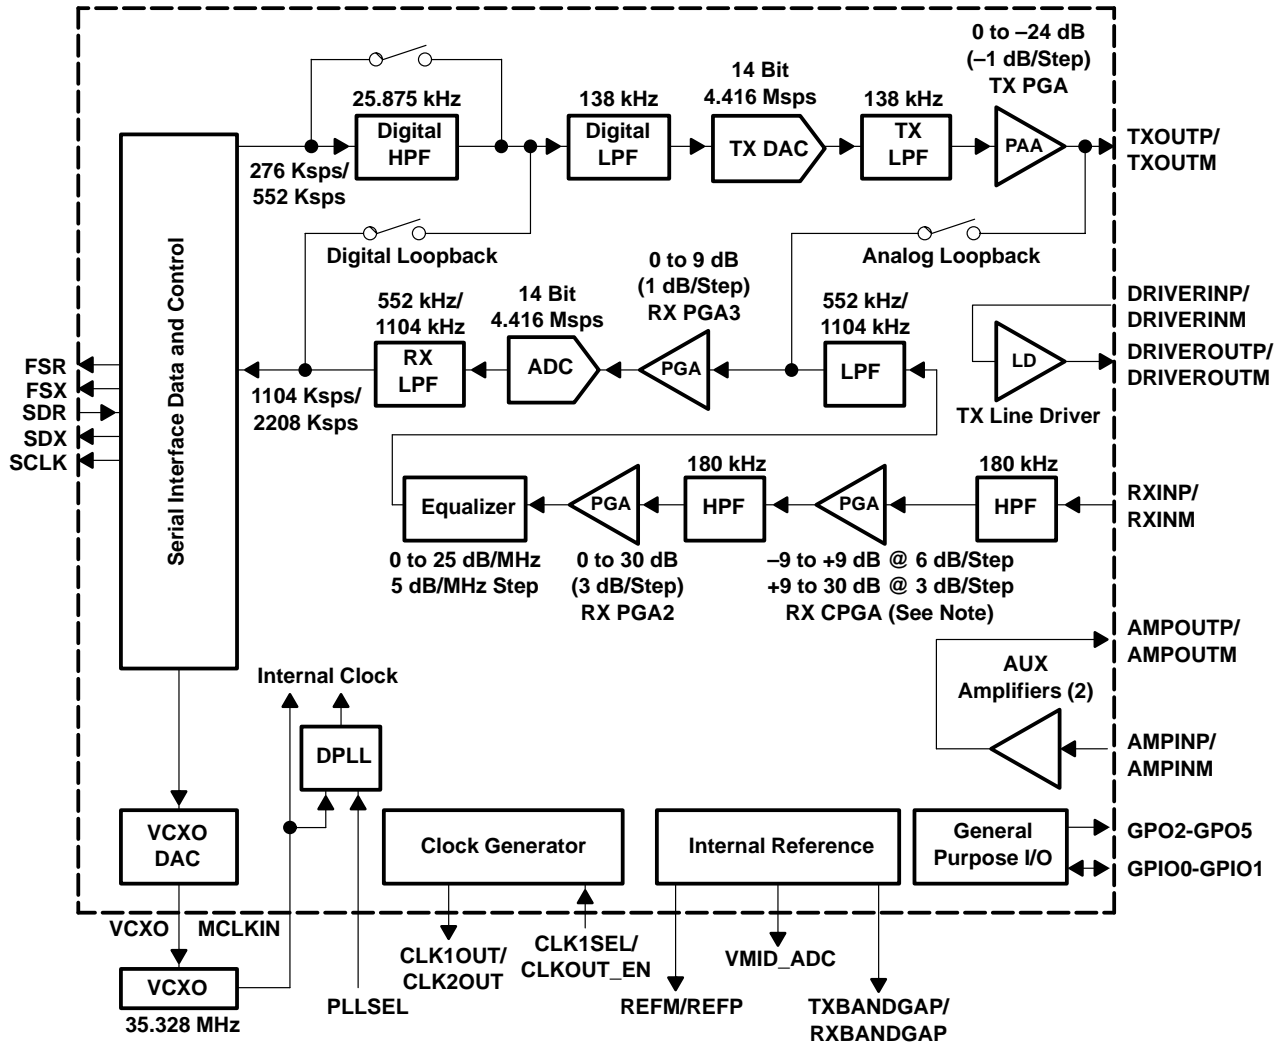 0 to –24 dB
(–1 dB/Step)
TX PGA
14 Bit
4.416 Msps
25.875 kHz
138 kHz
138 kHz
Digital
HPF
Digital
LPF
TX DAC
TX
LPF
PAA
TXOUTP/
TXOUTM
276 Ksps/
552 Ksps
Digital Loopback
Analog Loopback
0 to 9 dB
(1 dB/Step)
RX PGA3
14 Bit
4.416 Msps
552 kHz/
1104 kHz
552 kHz/
1104 kHz
DRIVERINP/
DRIVERINM
Serial Interface Data and Control
RX
LPF
ADC
PGA
LPF
LD
DRIVEROUTP/
DRIVEROUTM
TX Line Driver
FSR
FSX
SDR
SDX
SCLK
1104 Ksps/
2208 Ksps
180 kHz
180 kHz
Equalizer
PGA
HPF
PGA
HPF
RXINP/
RXINM
0 to 25 dB/MHz
5 dB/MHz Step
0 to 30 dB
(3 dB/Step)
RX PGA2
–9 to +9 dB @ 6 dB/Step
+9 to 30 dB @ 3 dB/Step
RX CPGA (See Note)
AMPOUTP/
AMPOUTM
AUX
Amplifiers (2)
AMPINP/
AMPINM
Internal Clock
DPLL
VCXO
DAC
Clock Generator
Internal Reference
General
Purpose I/O
GPO2-GPO5
GPIO0-GPIO1
VCXO
MCLKIN
CLK1OUT/
CLK2OUT
CLK1SEL/
CLKOUT_EN
VMID_ADC
VCXO
35.328 MHz
PLLSEL
REFM/REFP
TXBANDGAP/
RXBANDGAP